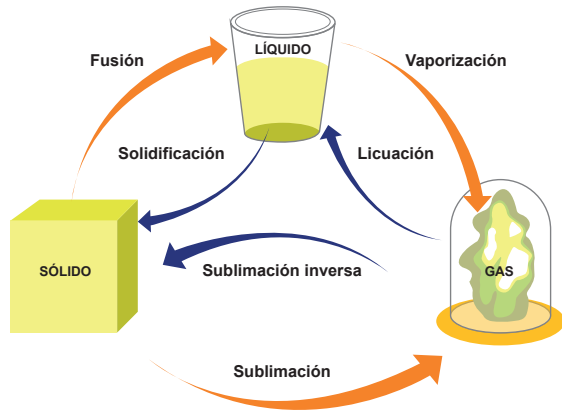 LÍQUIDO
Fusión
Vaporización
Solidificación
Licuación
SÓLIDO
Sublimación inversa
GAS
Sublimación